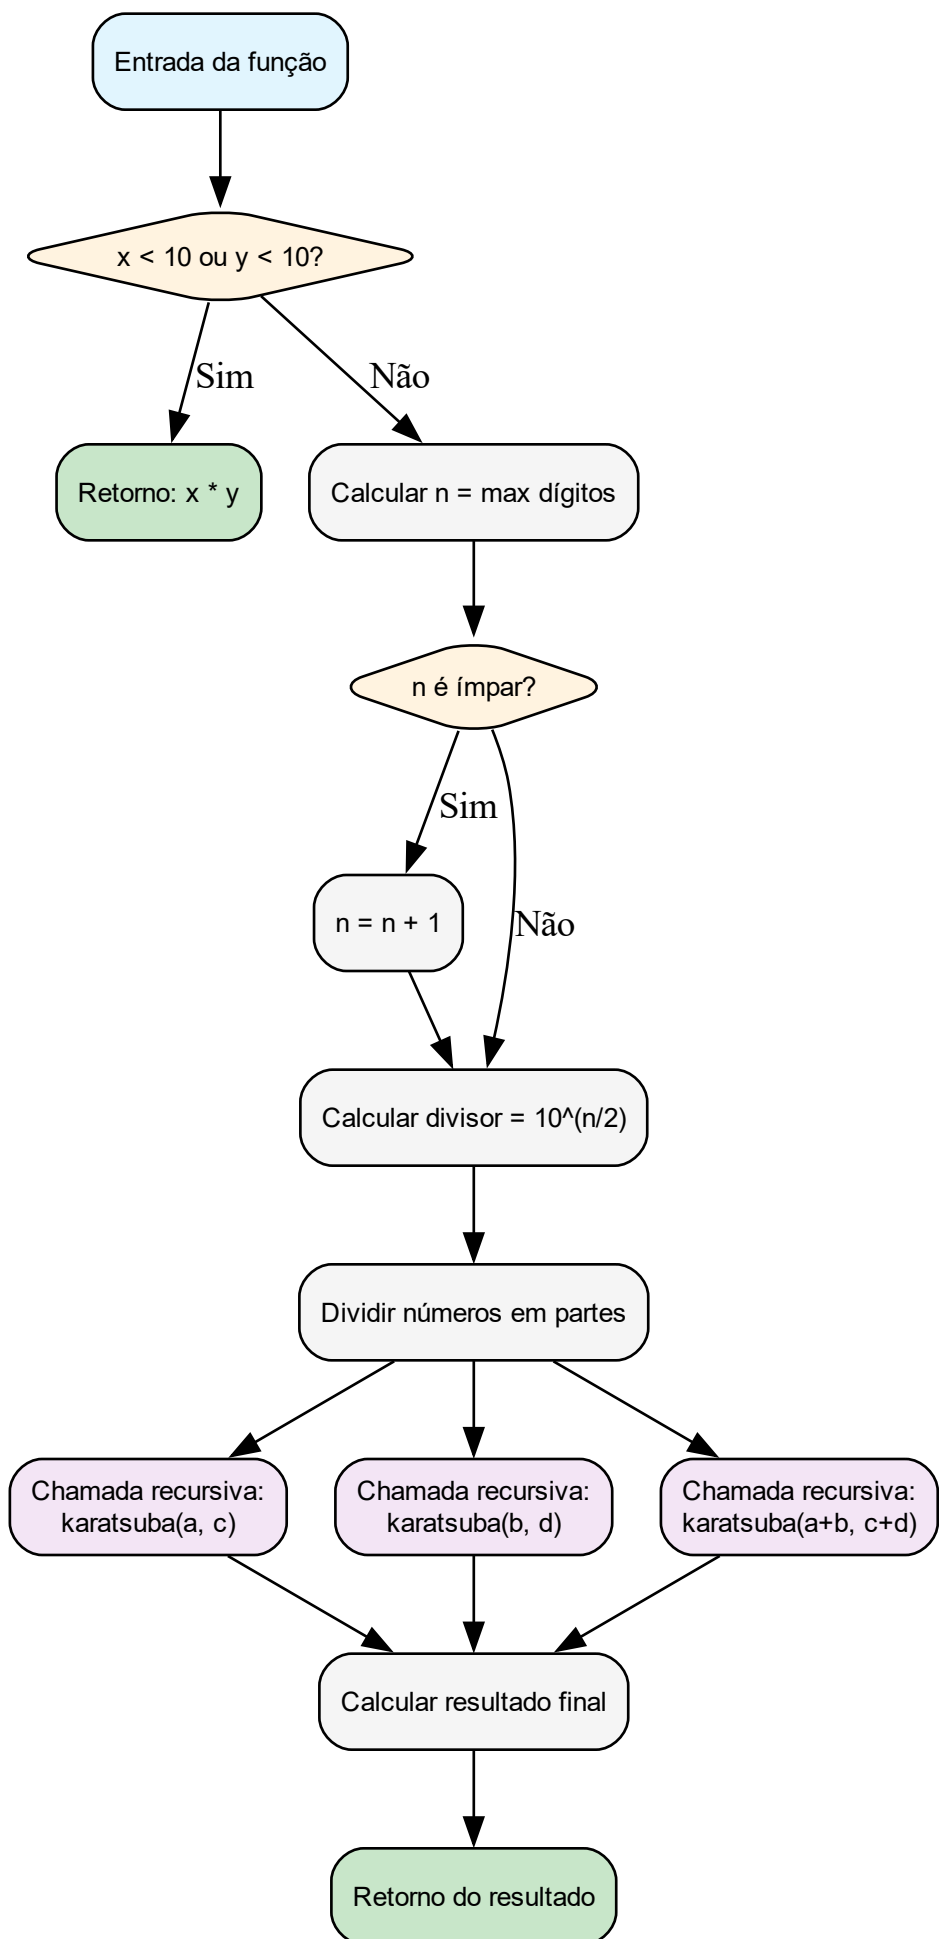 Entrada da função
x < 10 ou y < 10?
Sim
Não
Retorno: x * y
Calcular n = max dígitos
n é ímpar?
Sim
n = n + 1
Não
Calcular divisor = 10^(n/2)
Dividir números em partes
Chamada recursiva:
karatsuba(a, c)
Chamada recursiva:
karatsuba(b, d)
Chamada recursiva:
karatsuba(a+b, c+d)
Calcular resultado final
Retorno do resultado